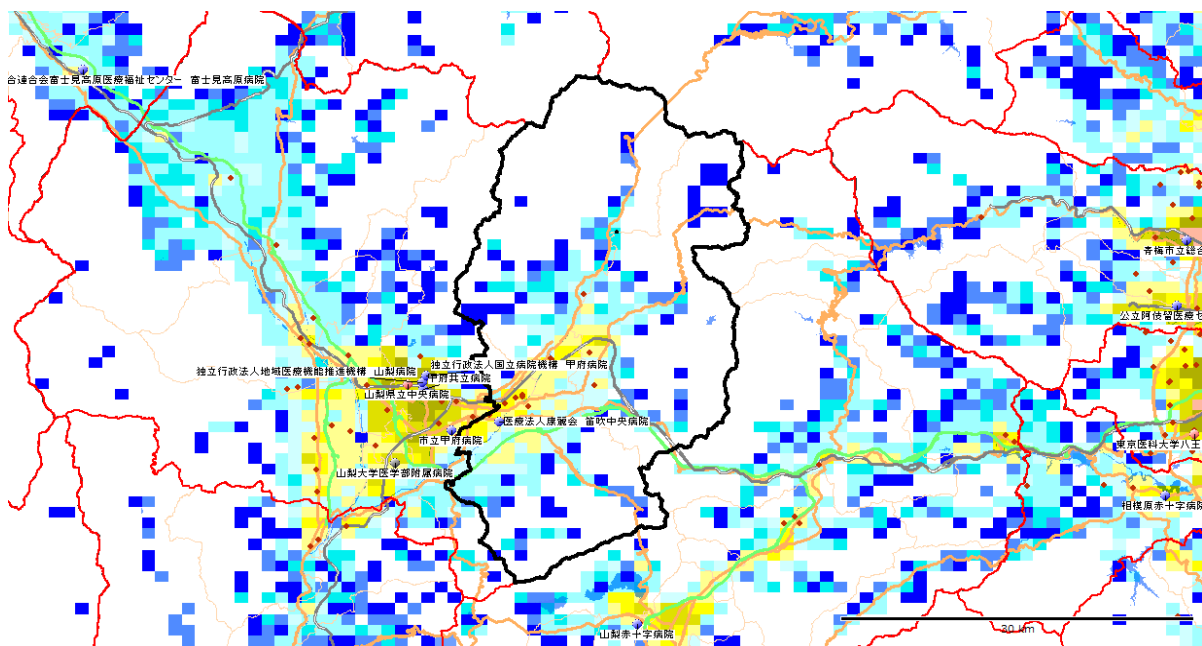 合連合会富士見高原医療福祉センター 富士見高原病院
青梅市立総合
公立阿伎留医療セ
独立行政法人国立病院機構 甲府病院
独立行政法人地域医療機能推進機構 山梨病院
甲府共立病院
山梨県立中央病院
医療法人康麗会 笛吹中央病院
市立甲府病院
東京医科大学八王
山梨大学医学部附属病院
相模原赤十字病院
山梨赤十字病院
30 km